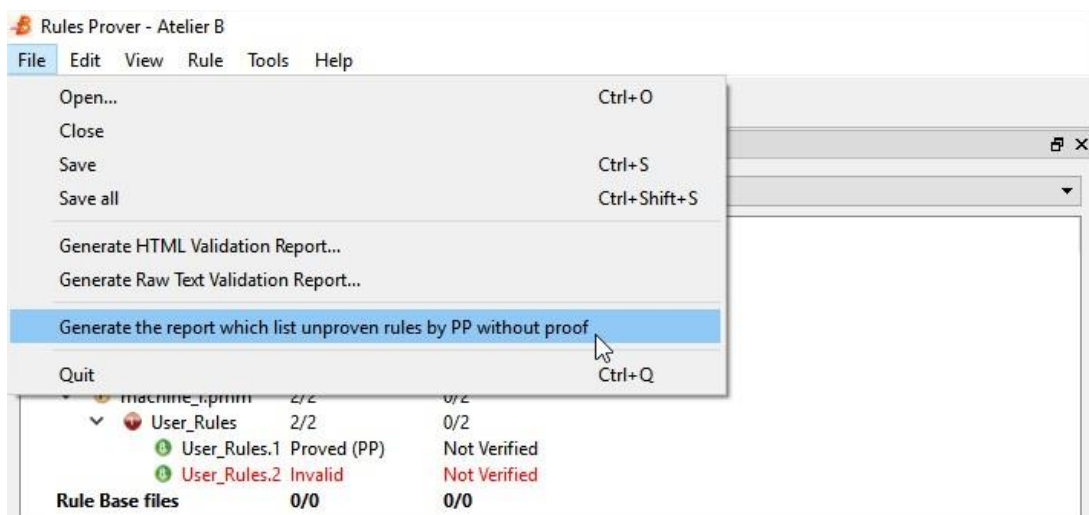 Rules Prover - Atelier B
File Edit View Rule Tools Help
Open... Ctrl+O
Close
Save Ctrl+S
Save all Ctrl+Shift+S
Generate HTML Validation Report...
Generate Raw Text Validation Report...
Generate the report which list unproven rules by PP without proof
Quit Ctrl+Q
machine_i.pmm 2/2 0/2
User_Rules 2/2 0/2
User_Rules.1 Proved (PP) Not Verified
User_Rules.2 Invalid Not Verified
Rule Base files 0/0 0/0